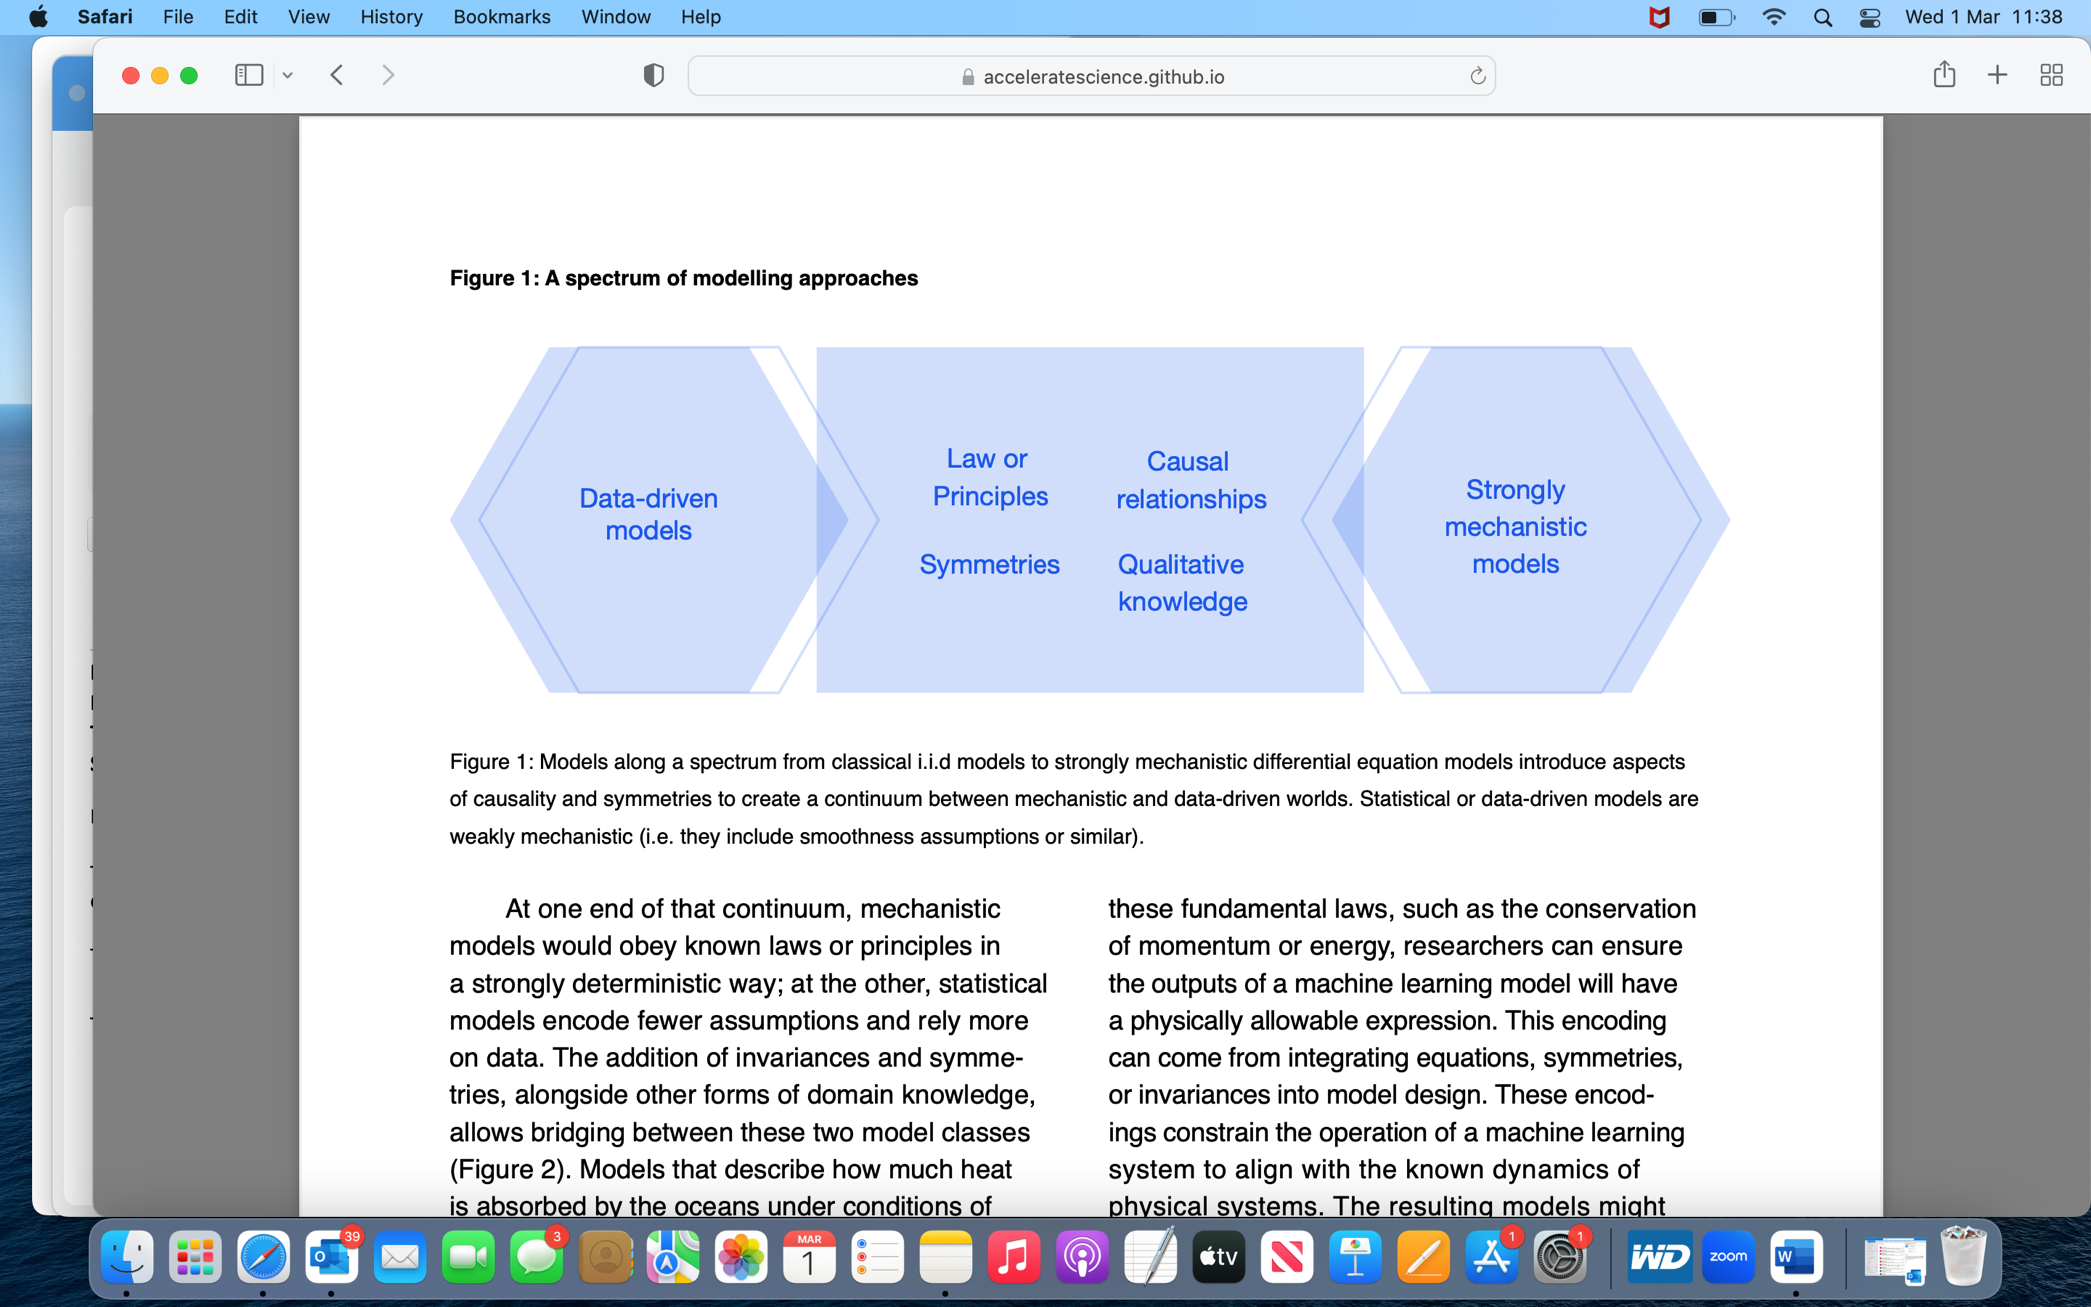 Safari File Edit View History Bookmarks Window Help
Wed 1 Mar 11:38
acceleratescience.github.io
Figure 1: A spectrum of modelling approaches
Data-driven
models
Law or
Principles
Causal
relationships
Symmetries
Qualitative
knowledge
Strongly
mechanistic
models
Figure 1: Models along a spectrum from classical i.i.d models to strongly mechanistic differential equation models introduce aspects
of causality and symmetries to create a continuum between mechanistic and data-driven worlds. Statistical or data-driven models are
weakly mechanistic (i.e. they include smoothness assumptions or similar).
At one end of that continuum, mechanistic
models would obey known laws or principles in
a strongly deterministic way; at the other, statistical
models encode fewer assumptions and rely more
on data. The addition of invariances and symme-
tries, alongside other forms of domain knowledge,
allows bridging between these two model classes
(Figure 2). Models that describe how much heat
is absorbed by the oceans under conditions of
these fundamental laws, such as the conservation
of momentum or energy, researchers can ensure
the outputs of a machine learning model will have
a physically allowable expression. This encoding
can come from integrating equations, symmetries,
or invariances into model design. These encod-
ings constrain the operation of a machine learning
system to align with the known dynamics of
physical systems. The resulting models might
39
3
MAR
1
tv
1
1
WD
zoom
W